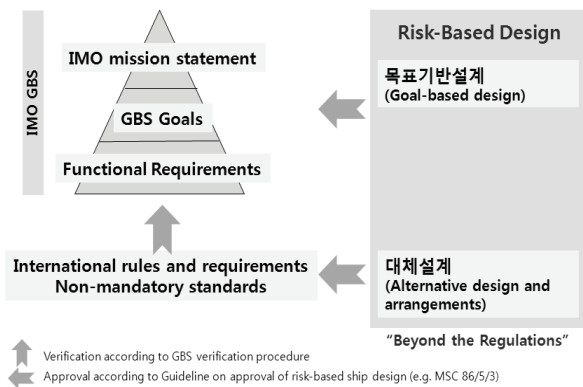 IMO GBS
IMO mission statement
GBS Goals
Functional Requirements
International rules and requirements
Non-mandatory standards
Risk-Based Design
목표기반설계
(Goal-based design)
대체설계
(Alternative design and
arrangements)
“Beyond the Regulations”
Verification according to GBS verification procedure
Approval according to Guideline on approval of risk-based ship design (e.g. MSC 86/5/3)